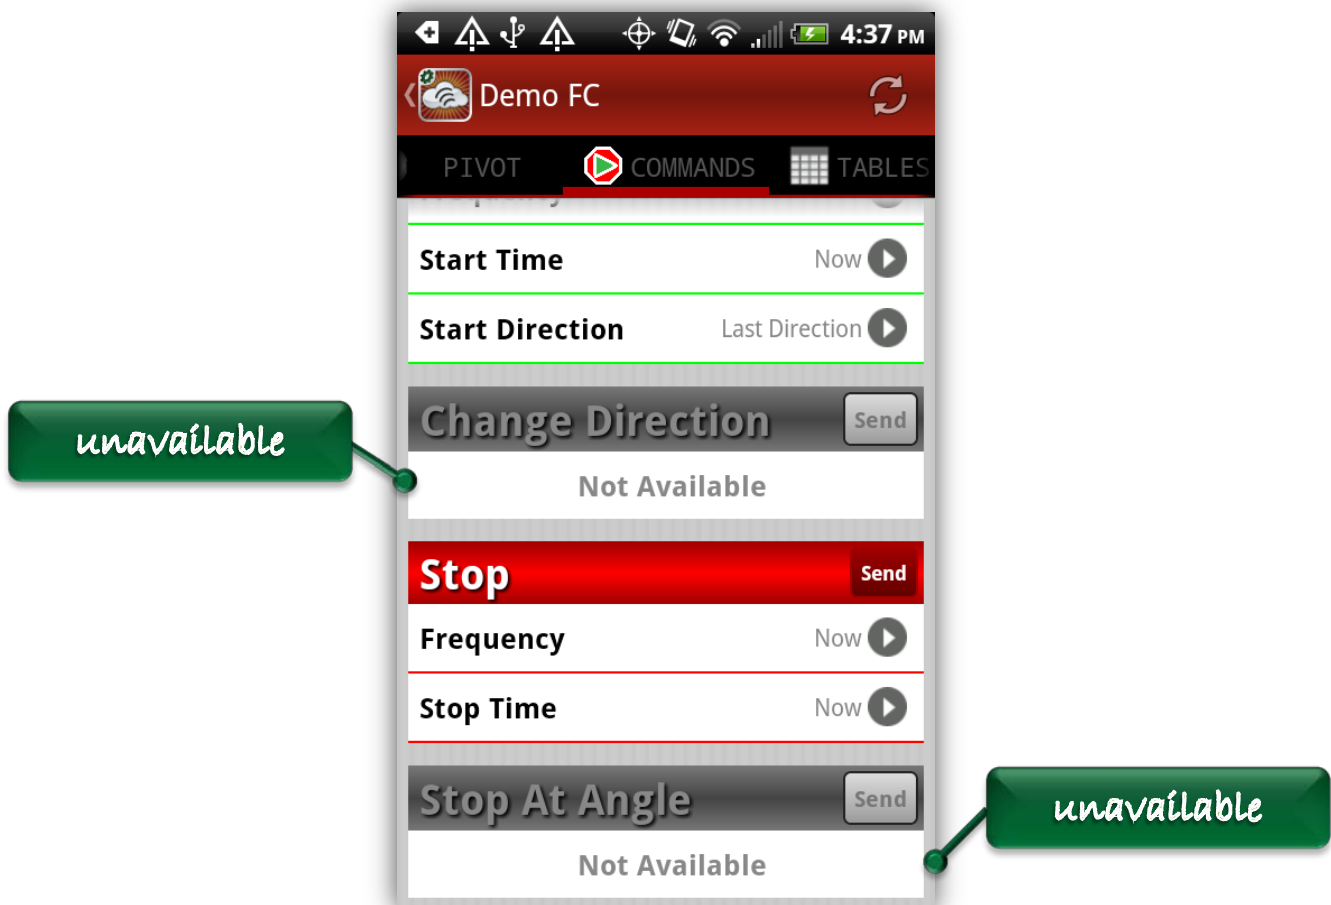 4:37 PM
Demo FC
PIVOT COMMANDS TABLES
Frequency
Start Time Now
Start Direction Last Direction
Change Direction Send
unavailable
Not Available
Stop Send
Frequency Now
Stop Time Now
Stop At Angle Send
unavailable
Not Available